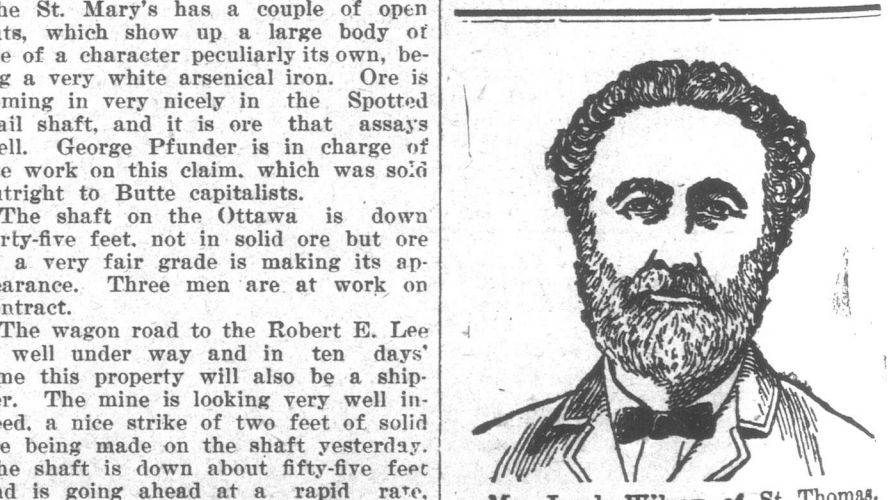 he St. Mary's has a couple of open
ts, which show up a large body of
e of a character peculiarly its own, be-
g a very white arsenical iron. Ore is
ming in very nicely in the Spotted
ail shaft, and it is ore that assays
ell. George Pfunder is in charge of
e work on this claim. which was sold
tright to Butte capitalists.
The shaft on the Ottawa is down
rty-five feet. not in solid ore but ore
a very fair grade is making its ap-
earance. Three men are at work on
ntract.
The wagon road to the Robert E. Lee
well under way and in ten days'
me this property will also be a ship-
er. The mine is looking very well in-
eed. a nice strike of two feet of solid
e being made on the shaft yesterday.
he shaft is down about fifty-five feet
nd is going ahead at a rapid rate.
St. Thomas.